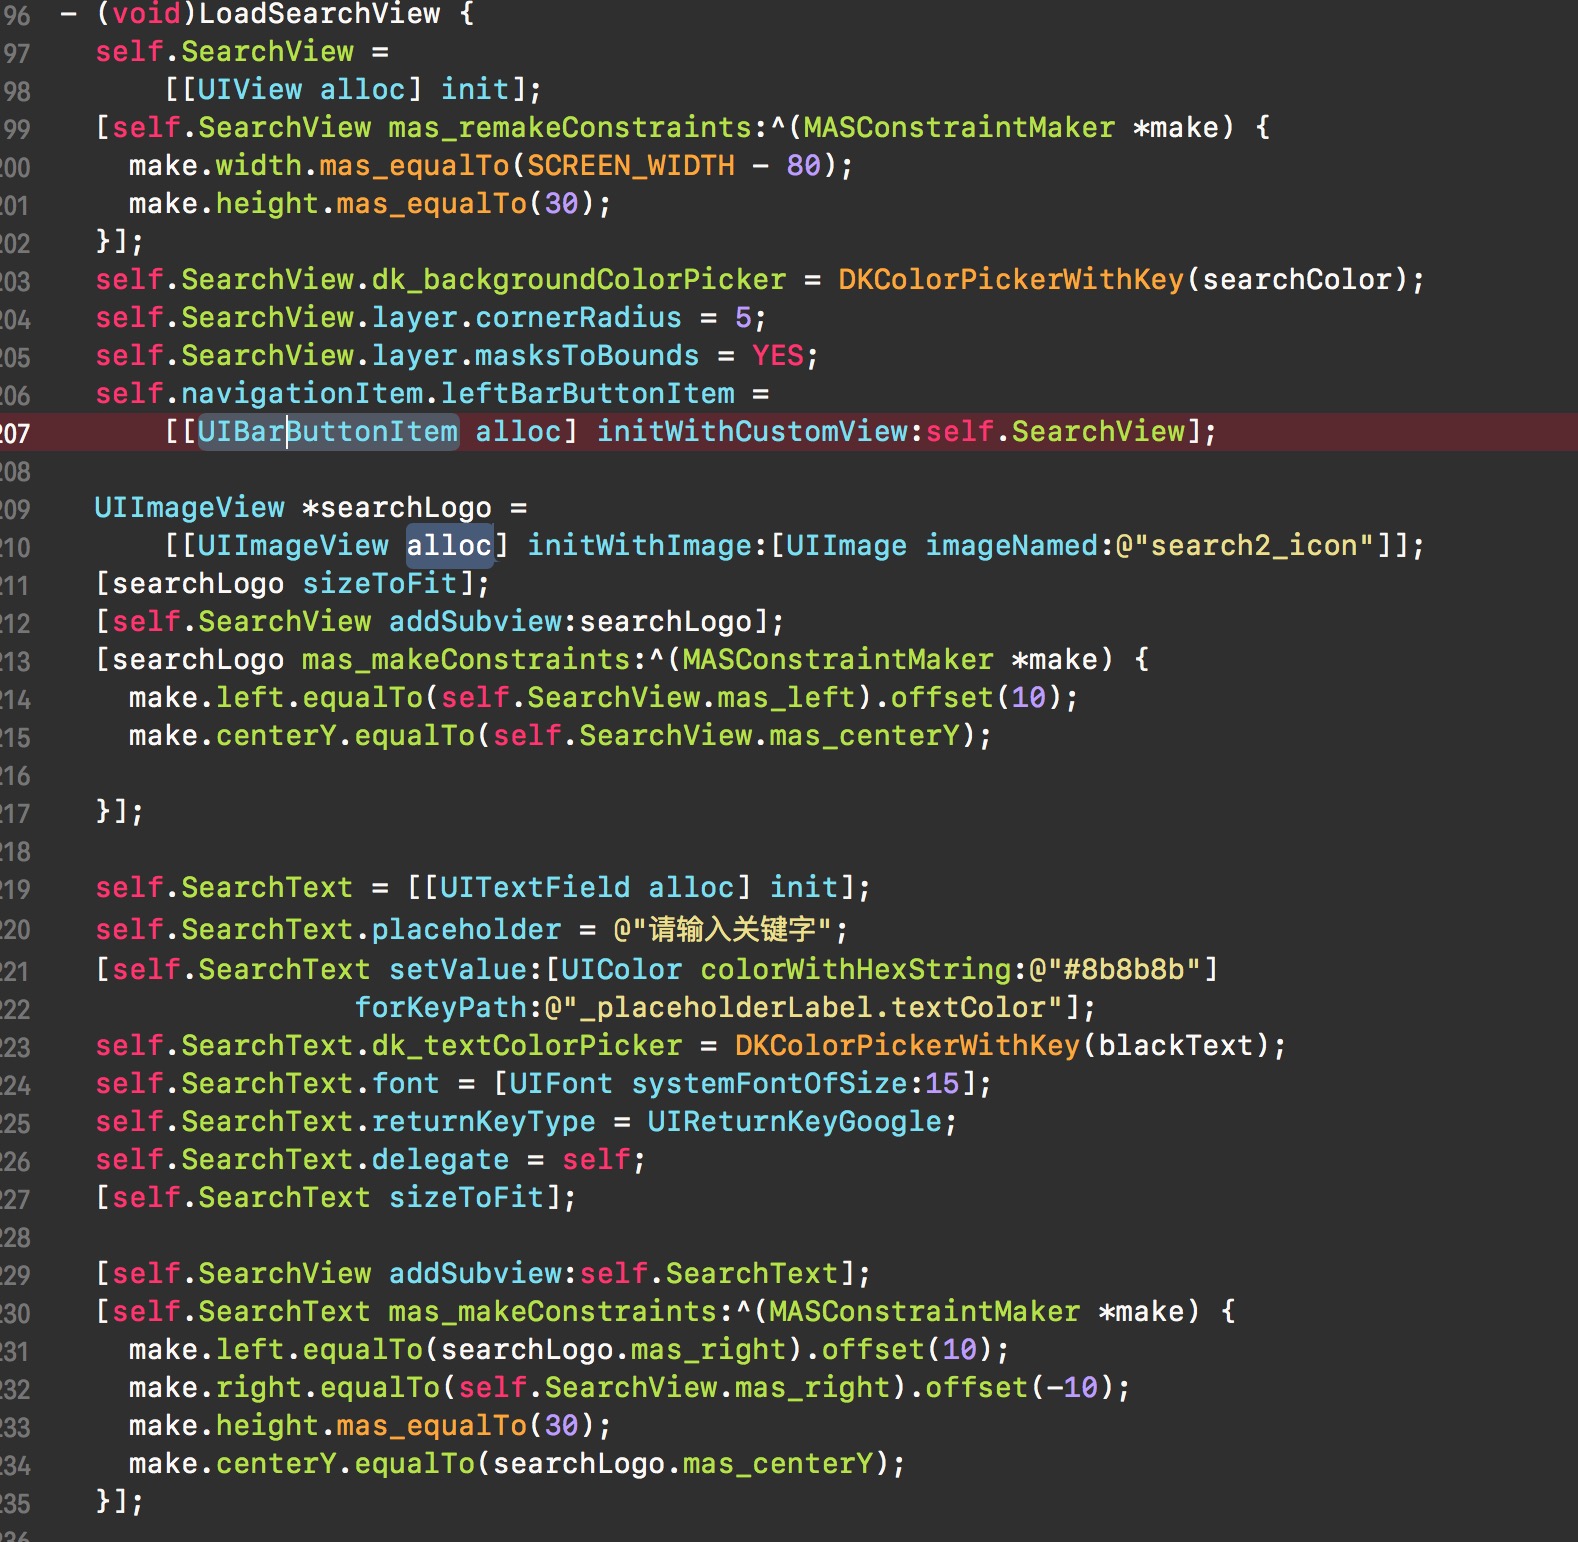 96 - (void)LoadSearchView {
97 self.SearchView =
98 [[UIView alloc] init];
99 [self.SearchView mas_remakeConstraints:^(MASConstraintMaker *make) {
200 make.width.mas_equalTo(SCREEN_WIDTH - 80);
201 make.height.mas_equalTo(30);
202 }];
203 self.SearchView.dk_backgroundColorPicker = DKColorPickerWithKey(searchColor);
204 self.SearchView.layer.cornerRadius = 5;
205 self.SearchView.layer.masksToBounds = YES;
206 self.navigationItem.leftBarButtonItem =
207 [[UIBarButtonItem alloc] initWithCustomView:self.SearchView];
208
209 UIImageView *searchLogo =
210 [[UIImageView alloc] initWithImage:[UIImage imageNamed:@"search2_icon"]];
211 [searchLogo sizeToFit];
212 [self.SearchView addSubview:searchLogo];
213 [searchLogo mas_makeConstraints:^(MASConstraintMaker *make) {
214 make.left.equalTo(self.SearchView.mas_left).offset(10);
215 make.centerY.equalTo(self.SearchView.mas_centerY);
216
217 }];
218
219 self.SearchText = [[UITextField alloc] init];
220 self.SearchText.placeholder = @"请输入关键字";
221 [self.SearchText setValue:[UIColor colorWithHexString:@"#8b8b8b"]
222 forKeyPath:@"_placeholderLabel.textColor"];
223 self.SearchText.dk_textColorPicker = DKColorPickerWithKey(blackText);
224 self.SearchText.font = [UIFont systemFontOfSize:15];
225 self.SearchText.returnKeyType = UIReturnKeyGoogle;
226 self.SearchText.delegate = self;
227 [self.SearchText sizeToFit];
228
229 [self.SearchView addSubview:self.SearchText];
230 [self.SearchText mas_makeConstraints:^(MASConstraintMaker *make) {
231 make.left.equalTo(searchLogo.mas_right).offset(10);
232 make.right.equalTo(self.SearchView.mas_right).offset(-10);
233 make.height.mas_equalTo(30);
234 make.centerY.equalTo(searchLogo.mas_centerY);
235 }];
236